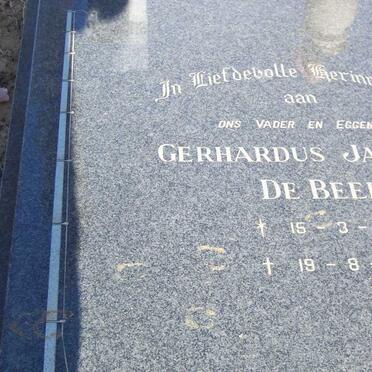 In Liefdevolle Herinn
aan
ONS VADER EN EGGEN
GERHARDUS JA
DE BEE
† 15 3 -
† 19 - 8 -